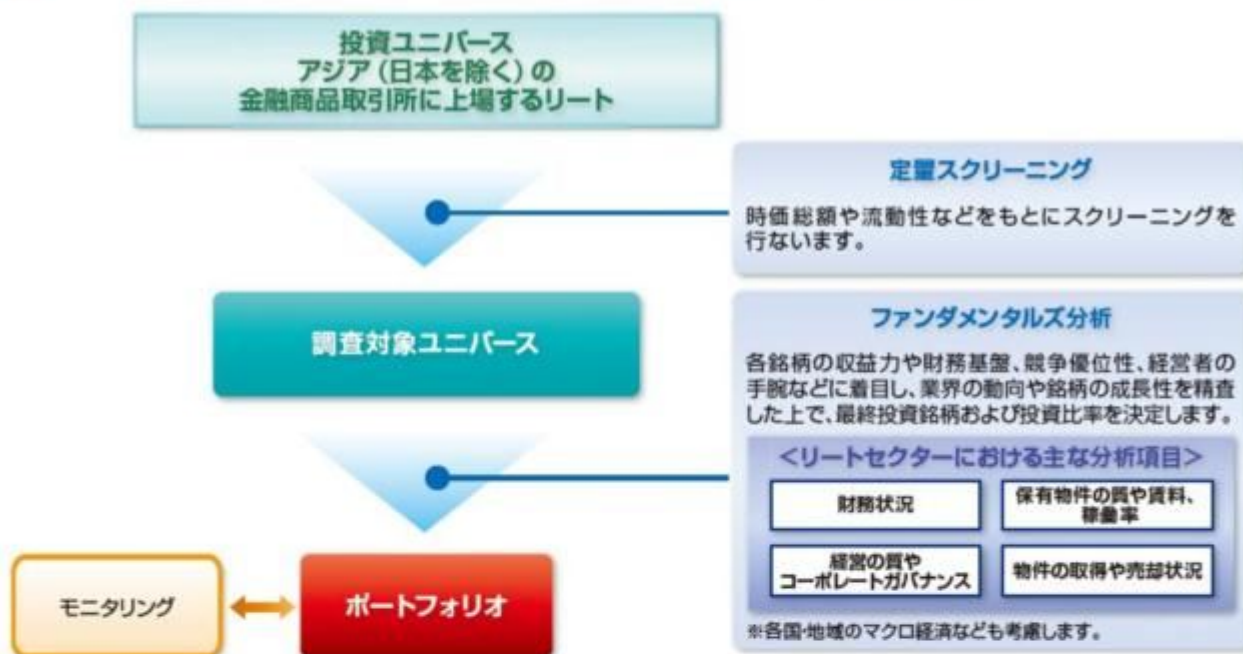 投資ユニバース
アジア（日本を除く）の
金融商品取引所に上場するリート
定量スクリーニング
時価総額や流動性などをもとにスクリーニングを
行ないます。
調査対象ユニバース
ファンダメンタルズ分析
各銘柄の収益力や財務基盤、競争優位性、経営者の
手腕などに着目し、業界の動向や銘柄の成長性を精査
した上で、最終投資銘柄および投資比率を決定します。
＜リートセクターにおける主な分析項目＞
財務状況
保有物件の質や賃料、
稼働率
経営の質や
コーポレートガバナンス
物件の取得や売却状況
※各国・地域のマクロ経済なども考慮します。
モニタリング
ポートフォリオ